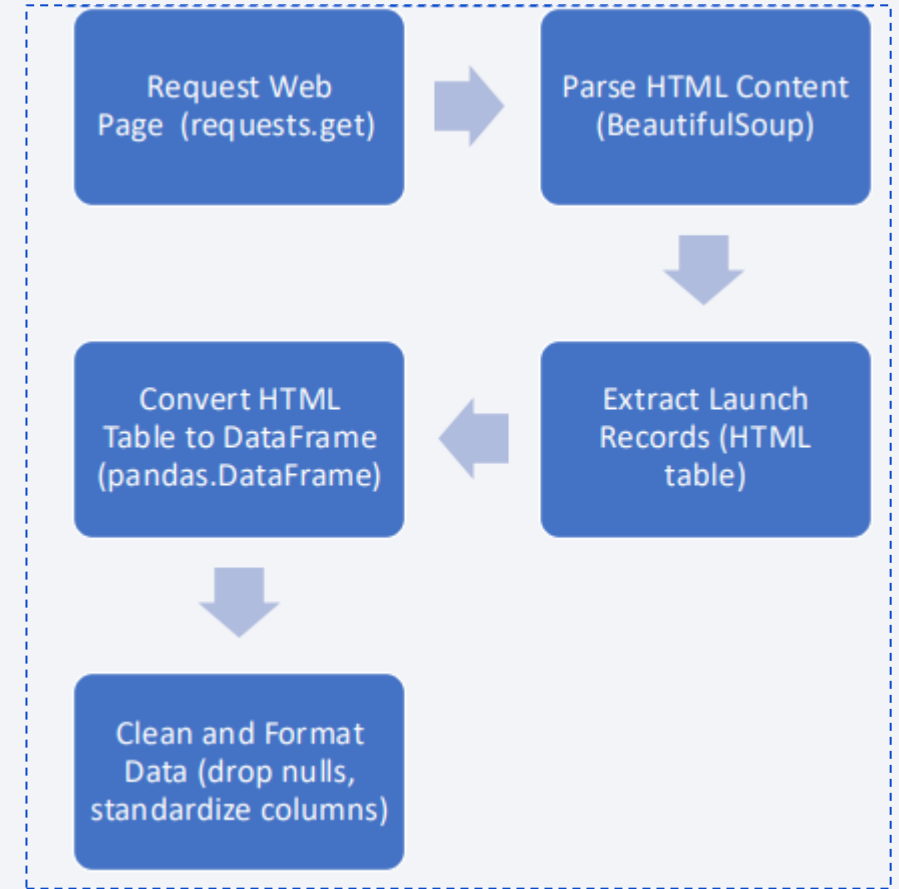 Request Web
Page (requests.get)
Parse HTML Content
(BeautifulSoup)
Extract Launch
Records (HTML
table)
Convert HTML
Table to DataFrame
(pandas.DataFrame)
Clean and Format
Data (drop nulls,
standardize columns)